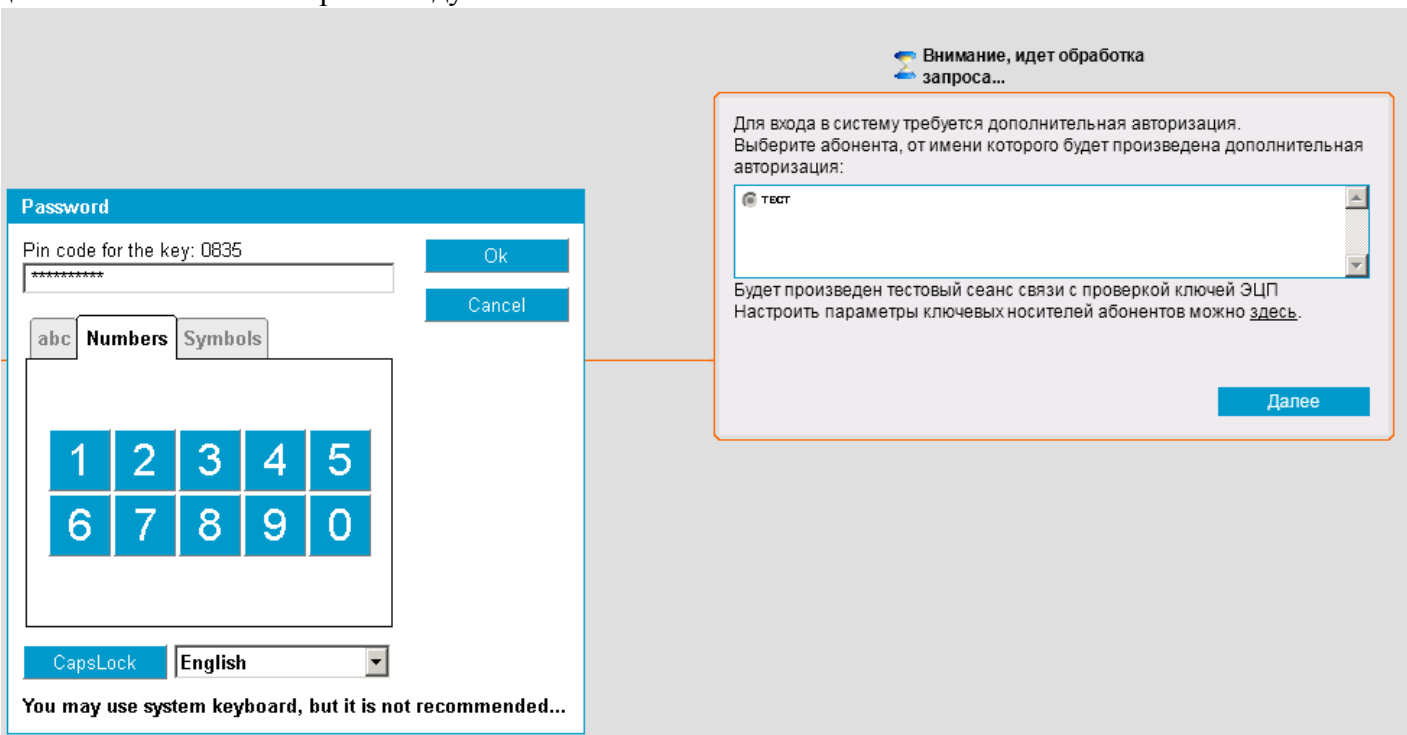 Внимание, идет обработка
запроса...
Для входа в систему требуется дополнительная авторизация.
Выберите абонента, от имени которого будет произведена дополнительная
авторизация:
ТЕСТ
Будет произведен тестовый сеанс связи с проверкой ключей ЭЦП
Настроить параметры ключевых носителей абонентов можно здесь.
Далее
Password
Pin code for the key: 0835
**********
Ok
Cancel
abc Numbers Symbols
1 2 3 4 5
6 7 8 9 0
CapsLock English
You may use system keyboard, but it is not recommended...